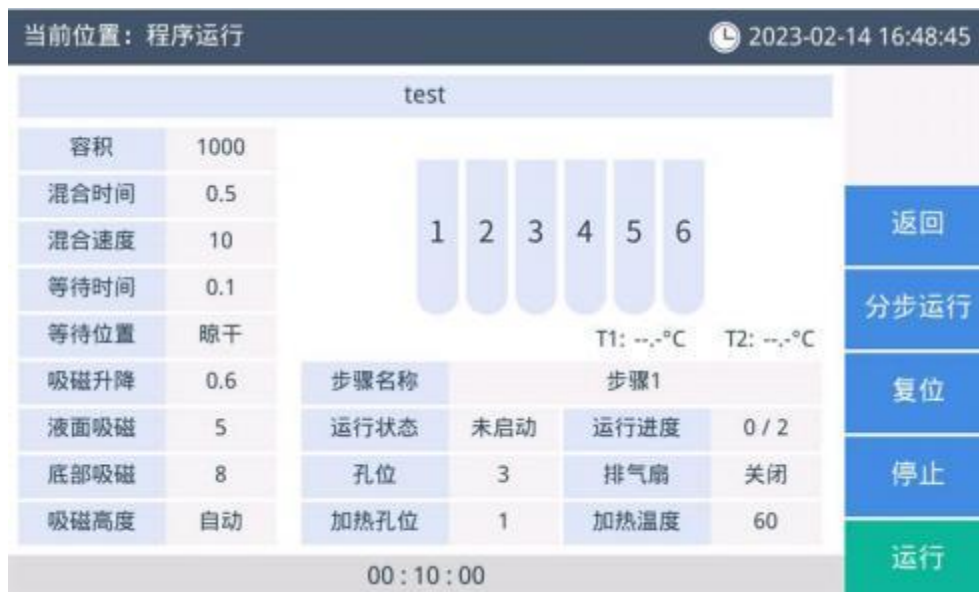 当前位置：程序运行 2023-02-14 16:48:45
test
容积 1000
混合时间 0.5
混合速度 10
等待时间 0.1
等待位置 晾干
吸磁升降 0.6
液面吸磁 5
底部吸磁 8
吸磁高度 自动
1 2 3 4 5 6
T1: --.-°C T2: --.-°C
步骤名称 步骤1
运行状态 未启动 运行进度 0 / 2
孔位 3 排气扇 关闭
加热孔位 1 加热温度 60
00 : 10 : 00
返回
分步运行
复位
停止
运行